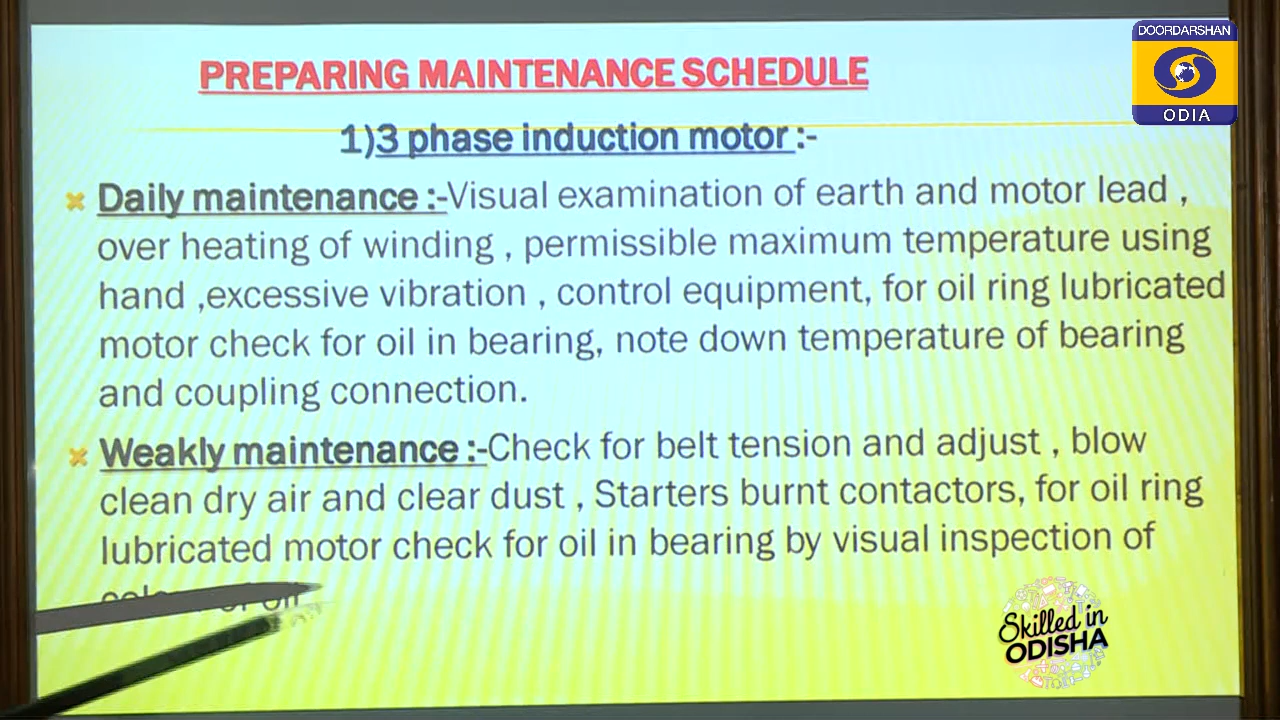 DOORDARSHAN
ODIA
PREPARING MAINTENANCE SCHEDULE
1)3 phase induction motor :-
Daily maintenance :-Visual examination of earth and motor lead ,
over heating of winding , permissible maximum temperature using
hand ,excessive vibration , control equipment, for oil ring lubricated
motor check for oil in bearing, note down temperature of bearing
and coupling connection.
Weakly maintenance :-Check for belt tension and adjust , blow
clean dry air and clear dust , Starters burnt contactors, for oil ring
lubricated motor check for oil in bearing by visual inspection of
oil
Skilled in
ODISHA